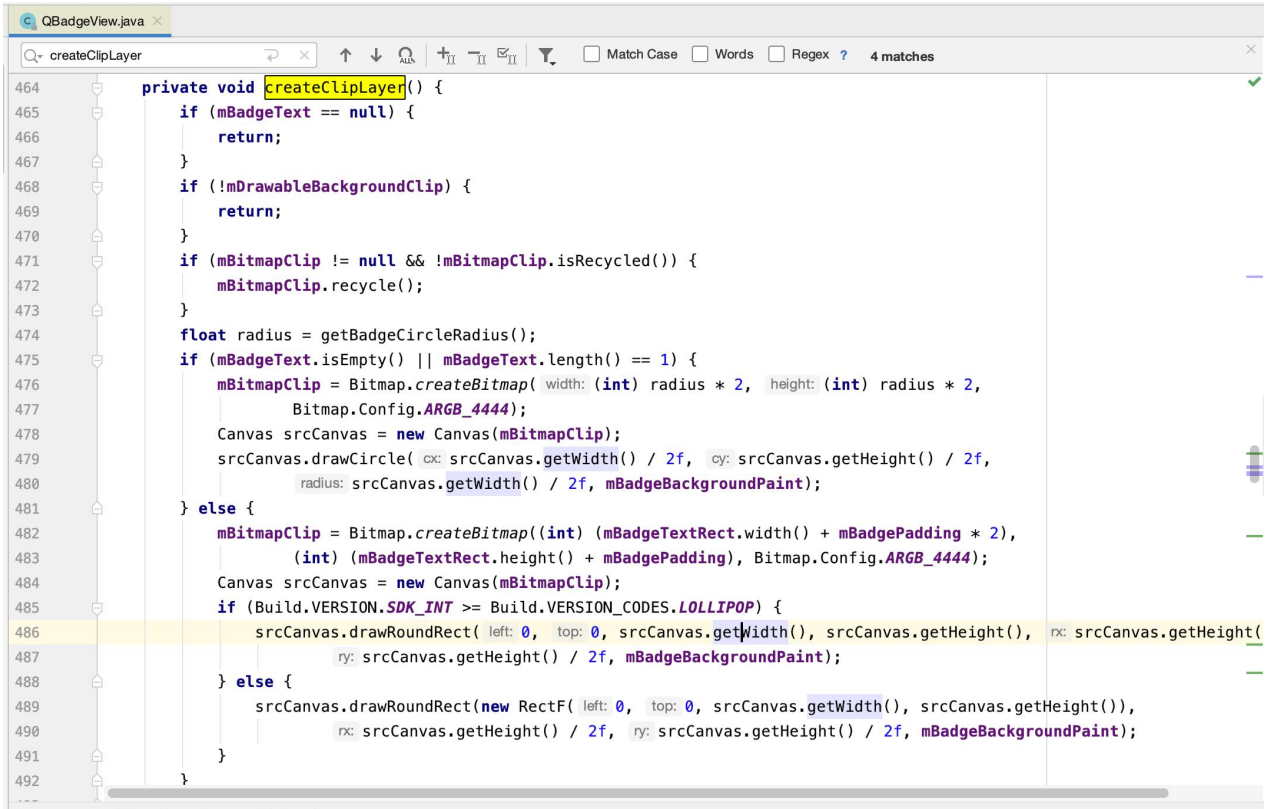 QBadgeView.java
createClipLayer Match Case Words Regex ? 4 matches
464 private void createClipLayer() {
465 if (mBadgeText == null) {
466 return;
467 }
468 if (!mDrawableBackgroundClip) {
469 return;
470 }
471 if (mBitmapClip != null && !mBitmapClip.isRecycled()) {
472 mBitmapClip.recycle();
473 }
474 float radius = getBadgeCircleRadius();
475 if (mBadgeText.isEmpty() || mBadgeText.length() == 1) {
476 mBitmapClip = Bitmap.createBitmap( width: (int) radius * 2, height: (int) radius * 2,
477 Bitmap.Config.ARGB_4444);
478 Canvas srcCanvas = new Canvas(mBitmapClip);
479 srcCanvas.drawCircle( cx: srcCanvas.getWidth() / 2f, cy: srcCanvas.getHeight() / 2f,
480 radius: srcCanvas.getWidth() / 2f, mBadgeBackgroundPaint);
481 } else {
482 mBitmapClip = Bitmap.createBitmap((int) (mBadgeTextRect.width() + mBadgePadding * 2),
483 (int) (mBadgeTextRect.height() + mBadgePadding), Bitmap.Config.ARGB_4444);
484 Canvas srcCanvas = new Canvas(mBitmapClip);
485 if (Build.VERSION.SDK_INT >= Build.VERSION_CODES.LOLLIPOP) {
486 srcCanvas.drawRoundRect( left: 0, top: 0, srcCanvas.getWidth(), srcCanvas.getHeight(), rx: srcCanvas.getHeight(
487 ry: srcCanvas.getHeight() / 2f, mBadgeBackgroundPaint);
488 } else {
489 srcCanvas.drawRoundRect(new RectF( left: 0, top: 0, srcCanvas.getWidth(), srcCanvas.getHeight()),
490 rx: srcCanvas.getHeight() / 2f, ry: srcCanvas.getHeight() / 2f, mBadgeBackgroundPaint);
491 }
492 }